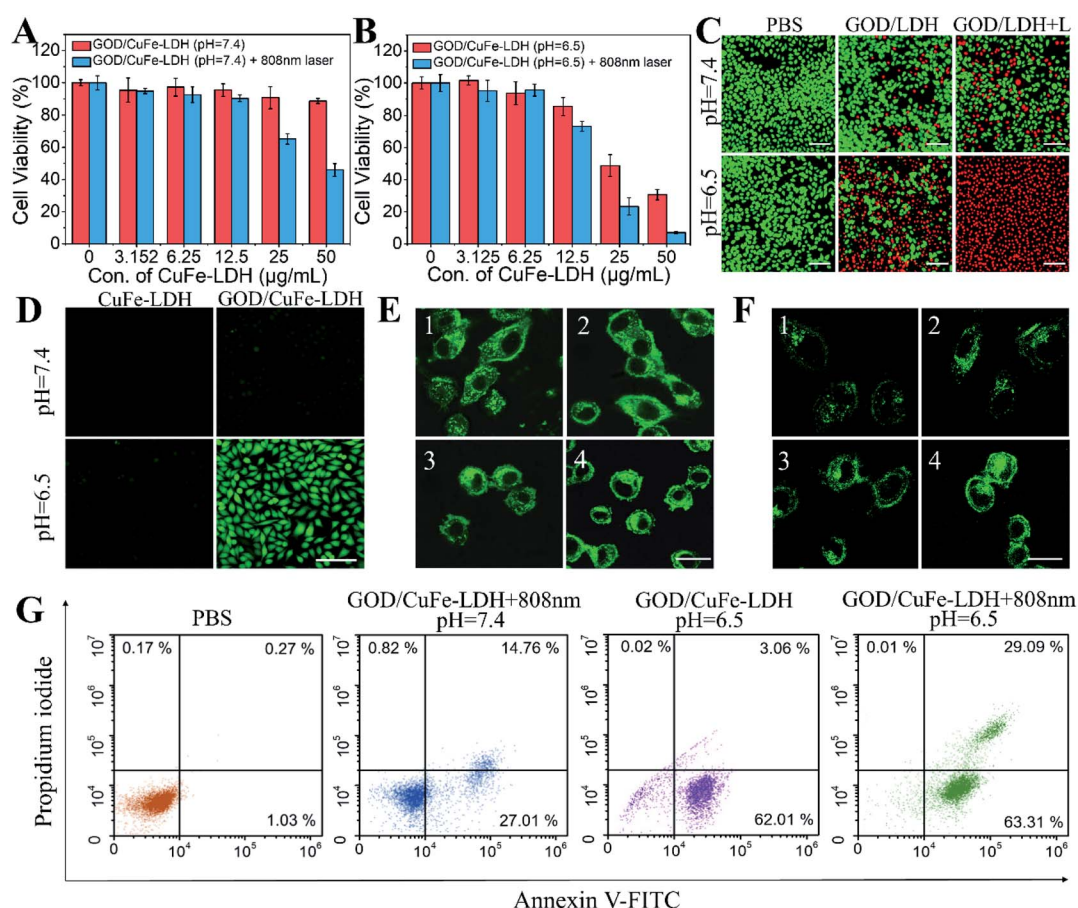 A
GOD/CuFe-LDH (pH=7.4)
GOD/CuFe-LDH (pH=7.4) + 808nm laser
Cell Viability (%)
120
100
80
60
40
20
0
0 3.152 6.25 12.5 25 50
Con. of CuFe-LDH (μg/mL)
B
GOD/CuFe-LDH (pH=6.5)
GOD/CuFe-LDH (pH=6.5) + 808nm laser
Cell Viability (%)
120
100
80
60
40
20
0
0 3.125 6.25 12.5 25 50
Con. of CuFe-LDH (μg/mL)
C
PBS GOD/LDH GOD/LDH+L
pH=7.4
pH=6.5
D
CuFe-LDH GOD/CuFe-LDH
pH=7.4
pH=6.5
E
1 2
3 4
F
1 2
3 4
G
Propidium iodide
PBS
0.17 % 0.27 %
1.03 %
10⁷
10⁶
10⁵
10⁴
0
0 10⁴ 10⁵ 10⁶
GOD/CuFe-LDH+808nm
pH=7.4
0.82 % 14.76 %
27.01 %
10⁷
10⁶
10⁵
10⁴
0
0 10⁴ 10⁵ 10⁶
GOD/CuFe-LDH
pH=6.5
0.02 % 3.06 %
62.01 %
10⁷
10⁶
10⁵
10⁴
0
0 10⁴ 10⁵ 10⁶
GOD/CuFe-LDH+808nm
pH=6.5
0.01 % 29.09 %
63.31 %
10⁷
10⁶
10⁵
10⁴
0
0 10⁴ 10⁵ 10⁶
Annexin V-FITC